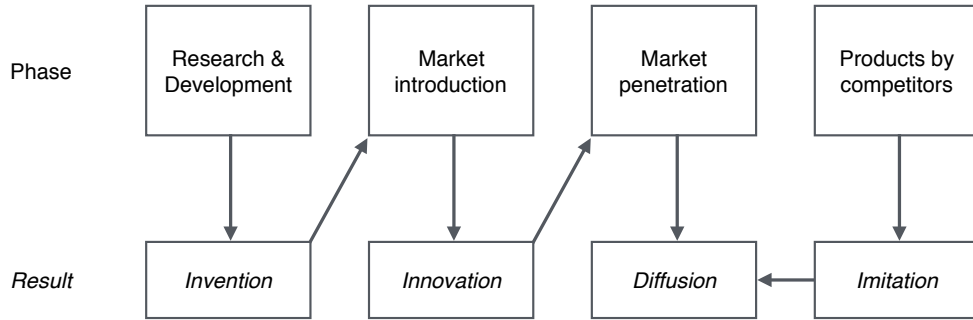 Phase
Research &
Development
Market
introduction
Market
penetration
Products by
competitors
Result
Invention
Innovation
Diffusion
Imitation